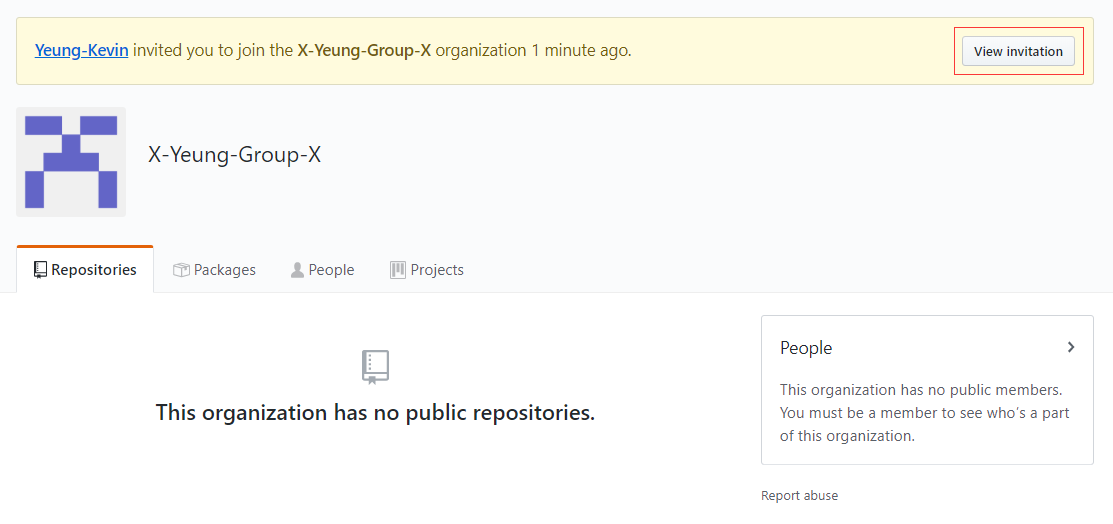 Yeung-Kevin invited you to join the X-Yeung-Group-X organization 1 minute ago.
View invitation
X-Yeung-Group-X
Repositories
Packages
People
Projects
This organization has no public repositories.
People
This organization has no public members.
You must be a member to see who's a part
of this organization.
Report abuse